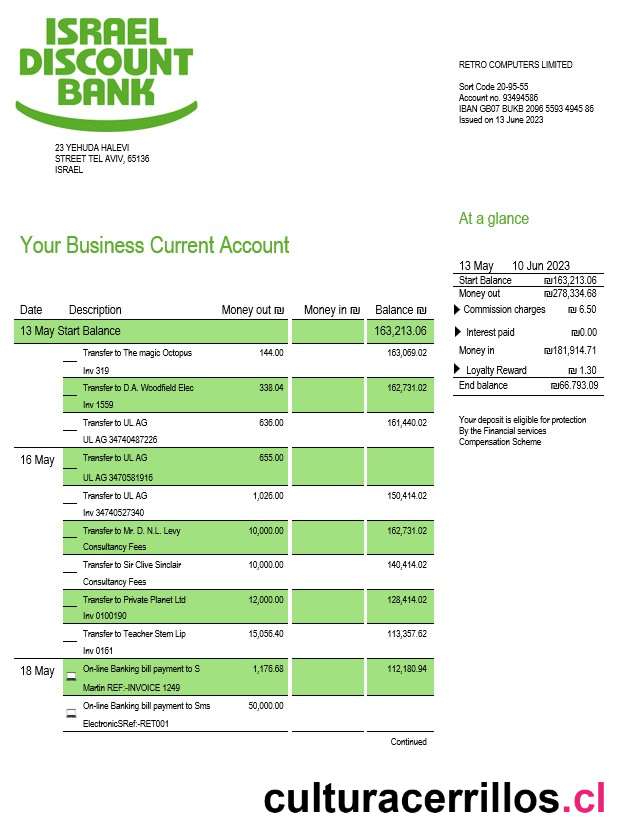 ISRAEL
DISCOUNT
BANK
23 YEHUDA HALEVI
STREET TEL AVIV, 65136
ISRAEL
RETRO COMPUTERS LIMITED
Sort Code 20-95-55
Account no. 93494586
IBAN GB07 BUKB 2096 5593 4945 86
Issued on 13 June 2023
At a glance
13 May 10 Jun 2023
Start Balance ₪163,213.06
Money out ₪278,334.68
Commission charges ₪ 6.50
Interest paid ₪0.00
Money in ₪181,914.71
Loyalty Reward ₪ 1.30
End balance ₪66.793.09
Your deposit is eligible for protection
By the Financial services
Compensation Scheme
Your Business Current Account
Date Description Money out ₪ Money in ₪ Balance ₪
13 May Start Balance 163,213.06
Transfer to The magic Octopus 144.00 163,069.02
Inv 319
Transfer to D.A. Woodfield Elec 338.04 162,731.02
Inv 1559
Transfer to UL AG 636.00 161,440.02
UL AG 34740487226
16 May Transfer to UL AG 655.00
UL AG 3470581916
Transfer to UL AG 1,026.00 150,414.02
Inv 34740527340
Transfer to Mr. D. N.L. Levy 10,000.00 162,731.02
Consultancy Fees
Transfer to Sir Clive Sinclair 10,000.00 140,414.02
Consultancy Fees
Transfer to Private Planet Ltd 12,000.00 128,414.02
Inv 0100190
Transfer to Teacher Stem Lip 15,056.40 113,357.62
Inv 0161
18 May On-line Banking bill payment to S 1,176.68 112,180.94
Martin REF:-INVOICE 1249
On-line Banking bill payment to Sms 50,000.00
ElectronicSRef:-RET001
Continued
culturacerrillos.cl